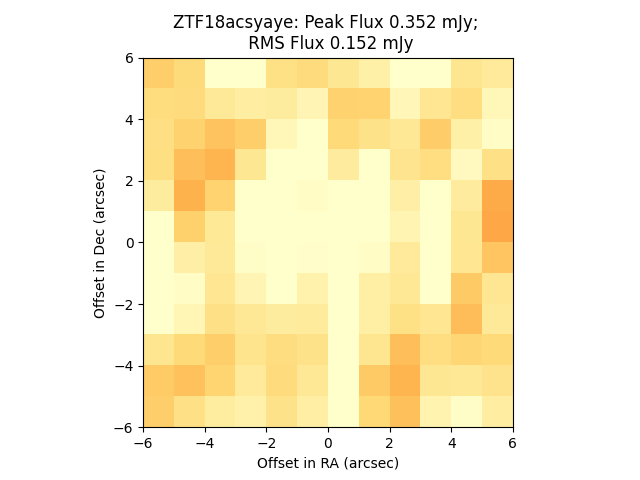 ZTF18acsyaye: Peak Flux 0.352 mJy;
RMS Flux 0.152 mJy
6
4
2
0
−2
−4
−6
Offset in Dec (arcsec)
−6 −4 −2 0 2 4 6
Offset in RA (arcsec)